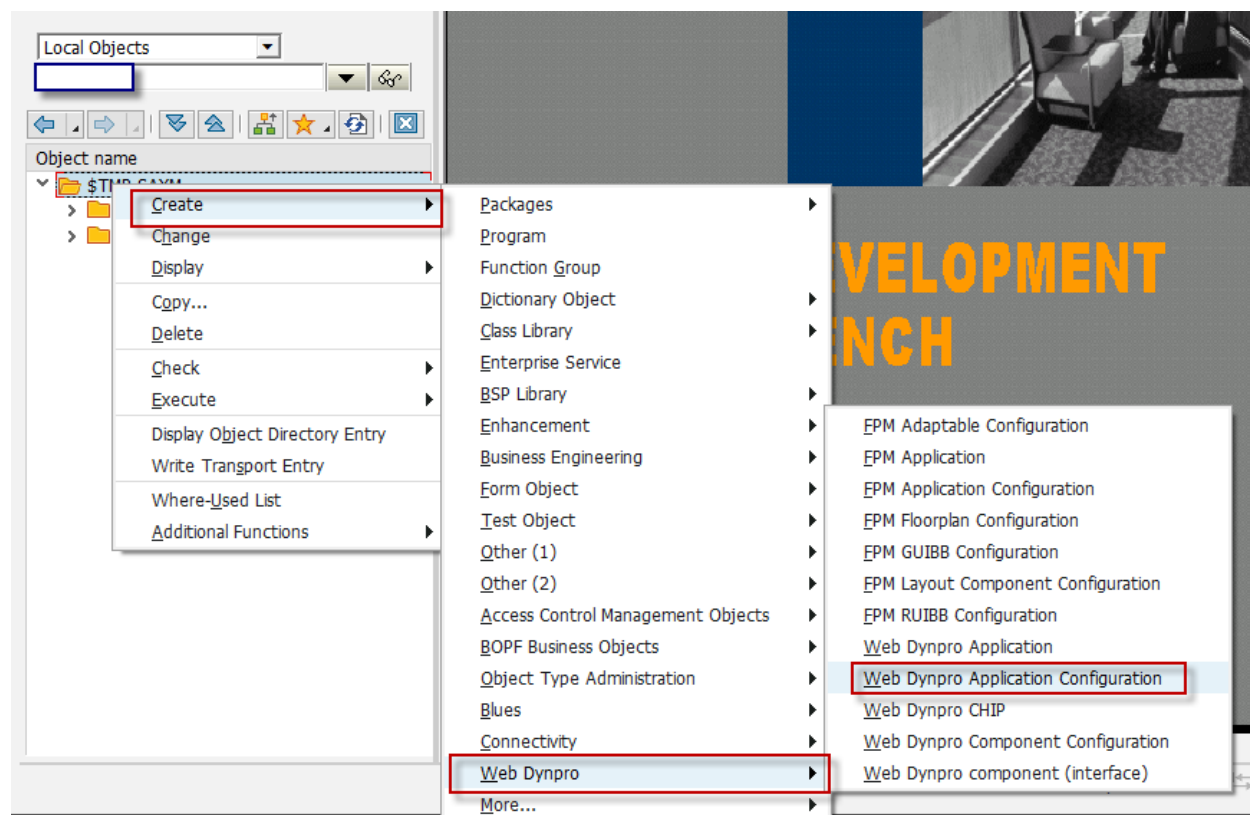 Local Objects
Object name
$TMP SAXM
Create
Change
Display
Copy...
Delete
Check
Execute
Display Object Directory Entry
Write Transport Entry
Where-Used List
Additional Functions
Packages
Program
Function Group
Dictionary Object
Class Library
Enterprise Service
BSP Library
Enhancement
Business Engineering
Form Object
Test Object
Other (1)
Other (2)
Access Control Management Objects
BOPF Business Objects
Object Type Administration
Blues
Connectivity
Web Dynpro
More...
VELOPMENT
ENCH
FPM Adaptable Configuration
FPM Application
FPM Application Configuration
FPM Floorplan Configuration
FPM GUIBB Configuration
FPM Layout Component Configuration
FPM RUIBB Configuration
Web Dynpro Application
Web Dynpro Application Configuration
Web Dynpro CHIP
Web Dynpro Component Configuration
Web Dynpro component (interface)